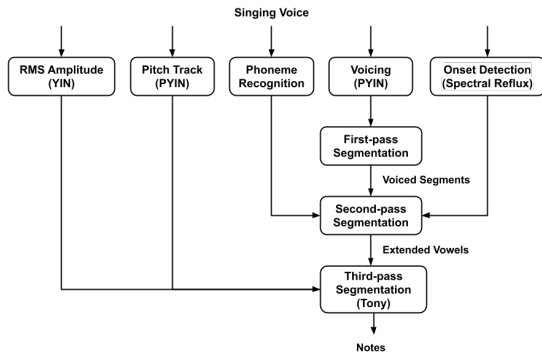 Singing Voice
RMS Amplitude
(YIN)
Pitch Track
(PYIN)
Phoneme
Recognition
Voicing
(PYIN)
Onset Detection
(Spectral Reflux)
First-pass
Segmentation
Voiced Segments
Second-pass
Segmentation
Extended Vowels
Third-pass
Segmentation
(Tony)
Notes